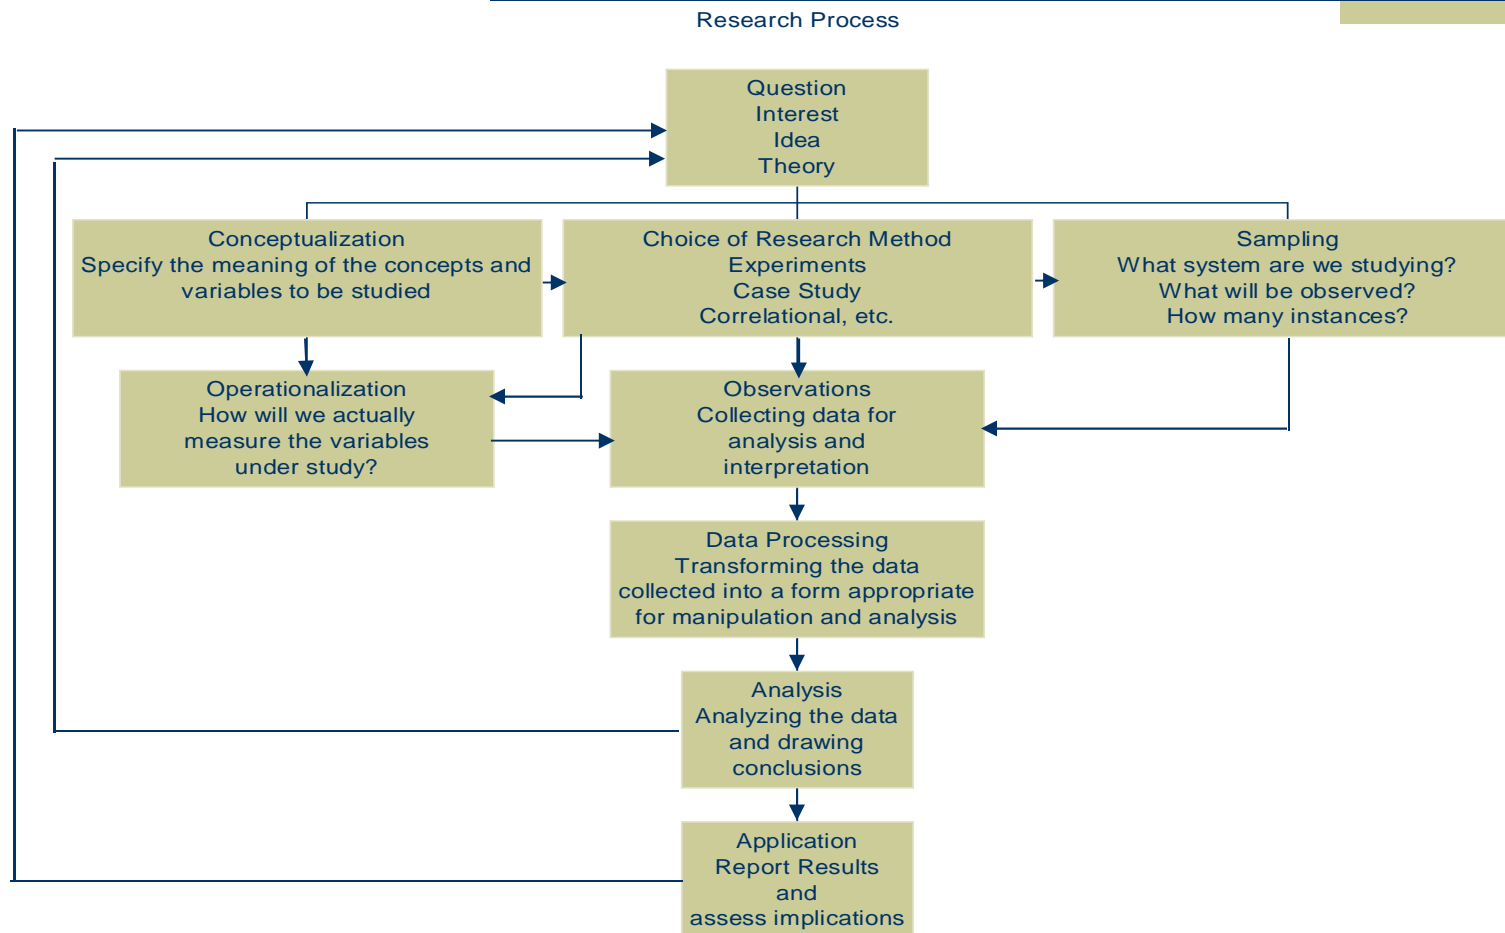 Research Process
Question
Interest
Idea
Theory
Conceptualization
Specify the meaning of the concepts and
variables to be studied
Choice of Research Method
Experiments
Case Study
Correlational, etc.
Sampling
What system are we studying?
What will be observed?
How many instances?
Operationalization
How will we actually
measure the variables
under study?
Observations
Collecting data for
analysis and
interpretation
Data Processing
Transforming the data
collected into a form appropriate
for manipulation and analysis
Analysis
Analyzing the data
and drawing
conclusions
Application
Report Results
and
assess implications